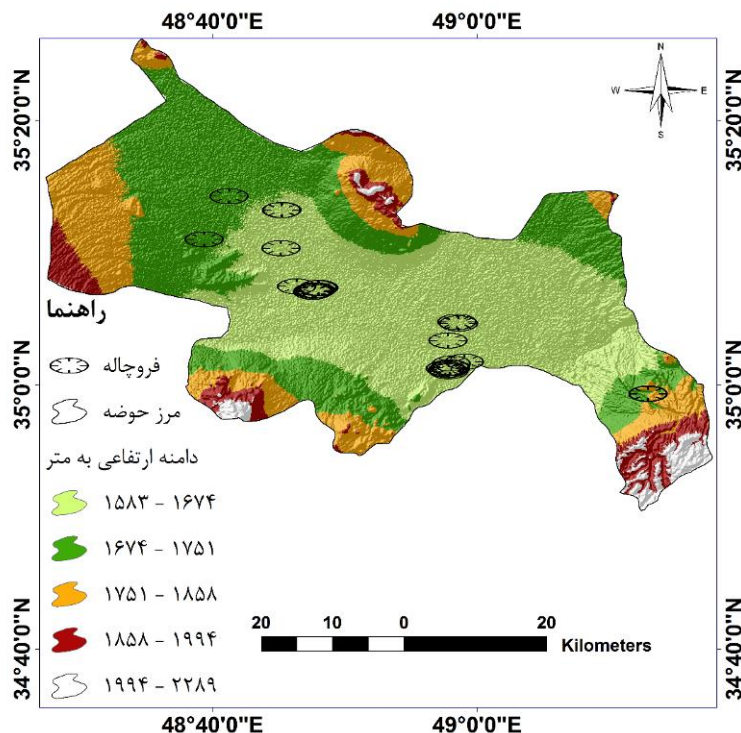 48°40'0"E
49°0'0"E
N
W
E
S
35°20'0"N
35°20'0"N
راهنما
فروچاله
35°0'0"N
35°0'0"N
مرز حوضه
دامنه ارتفاعی به متر
۱۵۸۳ - ۱۶۷۴
۱۶۷۴ - ۱۷۵۱
۱۷۵۱ - ۱۸۵۸
۱۸۵۸ - ۱۹۹۴
۱۹۹۴ - ۲۲۸۹
20 10 0 20
Kilometers
34°40'0"N
34°40'0"N
48°40'0"E
49°0'0"E